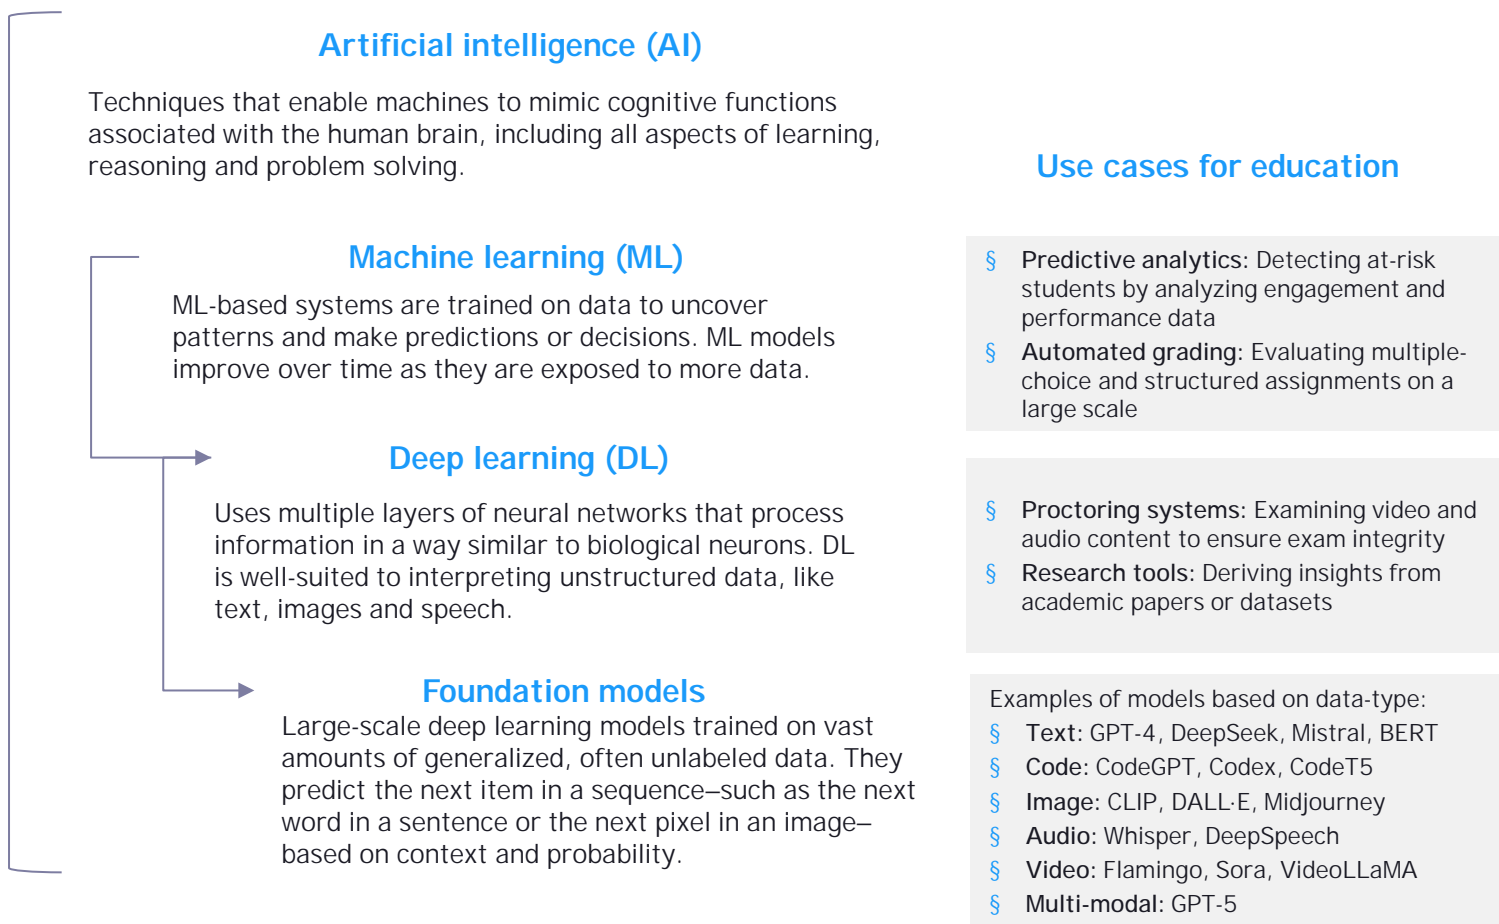 Artificial intelligence (AI)
Techniques that enable machines to mimic cognitive functions
associated with the human brain, including all aspects of learning,
reasoning and problem solving.
Use cases for education
Machine learning (ML)
ML-based systems are trained on data to uncover
patterns and make predictions or decisions. ML models
improve over time as they are exposed to more data.
§ Predictive analytics: Detecting at-risk
students by analyzing engagement and
performance data
§ Automated grading: Evaluating multiple-
choice and structured assignments on a
large scale
Deep learning (DL)
Uses multiple layers of neural networks that process
information in a way similar to biological neurons. DL
is well-suited to interpreting unstructured data, like
text, images and speech.
§ Proctoring systems: Examining video and
audio content to ensure exam integrity
§ Research tools: Deriving insights from
academic papers or datasets
Foundation models
Large-scale deep learning models trained on vast
amounts of generalized, often unlabeled data. They
predict the next item in a sequence—such as the next
word in a sentence or the next pixel in an image—
based on context and probability.
Examples of models based on data-type:
§ Text: GPT-4, DeepSeek, Mistral, BERT
§ Code: CodeGPT, Codex, CodeT5
§ Image: CLIP, DALL·E, Midjourney
§ Audio: Whisper, DeepSpeech
§ Video: Flamingo, Sora, VideoLLaMA
§ Multi-modal: GPT-5